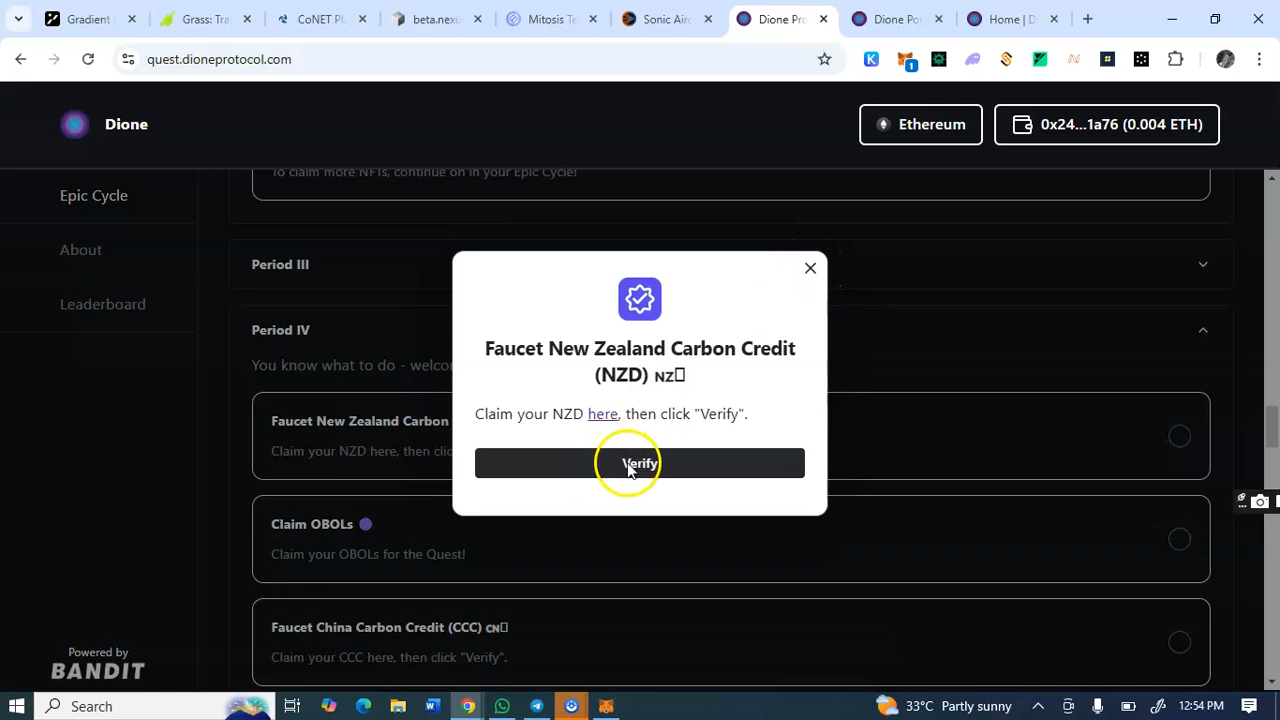 Gradient
Grass: Tra
CoNET Pl
beta.nexu
Mitosis Te
Sonic Air
Dione Pro
Dione Po
Home | D
quest.dioneprotocol.com
1
Dione
Ethereum
0x24...1a76 (0.004 ETH)
Epic Cycle
About
Leaderboard
To claim more NFTs, continue on in your Epic Cycle!
Period III
Period IV
You know what to do - welcom
Faucet New Zealand Carbon
Claim your NZD here, then clic
Claim OBOLs
Claim your OBOLs for the Quest!
Faucet China Carbon Credit (CCC) CN
Claim your CCC here, then click "Verify".
Faucet New Zealand Carbon Credit
(NZD) NZ
Claim your NZD here, then click "Verify".
Verify
Powered by
BANDIT
Search
33°C Partly sunny
12:54 PM